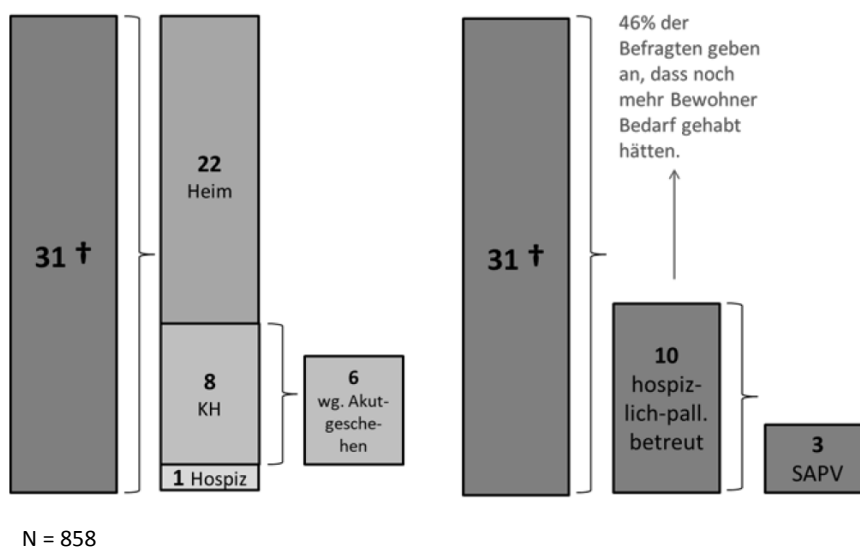 31 †
22
Heim
8
KH
1 Hospiz
6
wg. Akut-
gesche-
hen
46% der
Befragten geben
an, dass noch
mehr Bewohner
Bedarf gehabt
hätten.
31 †
10
hospiz-
lich-pall.
betreut
3
SAPV
N = 858